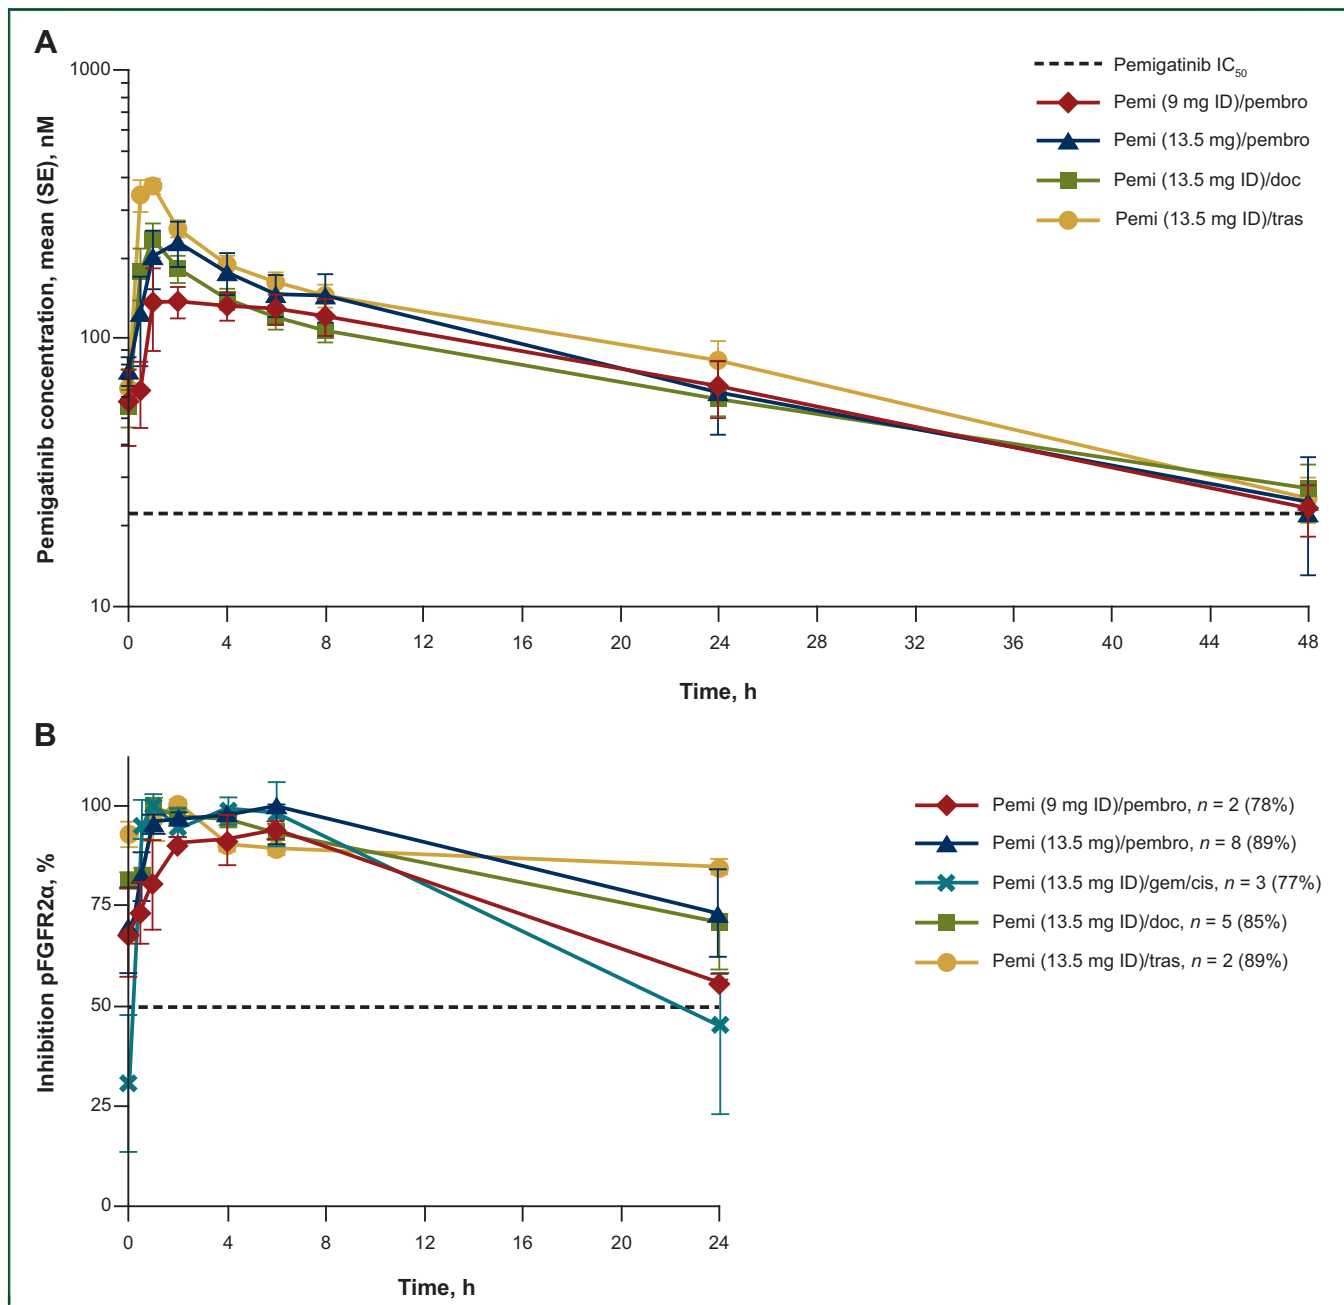 A
Pemigatinib concentration, mean (SE), nM
1000
100
10
0 4 8 12 16 20 24 28 32 36 40 44 48
Time, h
Pemigatinib IC50
Pemi (9 mg ID)/pembro
Pemi (13.5 mg)/pembro
Pemi (13.5 mg ID)/doc
Pemi (13.5 mg ID)/tras
B
Inhibition pFGFR2α, %
100
75
50
25
0
0 4 8 12 16 20 24
Time, h
Pemi (9 mg ID)/pembro, n = 2 (78%)
Pemi (13.5 mg)/pembro, n = 8 (89%)
Pemi (13.5 mg ID)/gem/cis, n = 3 (77%)
Pemi (13.5 mg ID)/doc, n = 5 (85%)
Pemi (13.5 mg ID)/tras, n = 2 (89%)